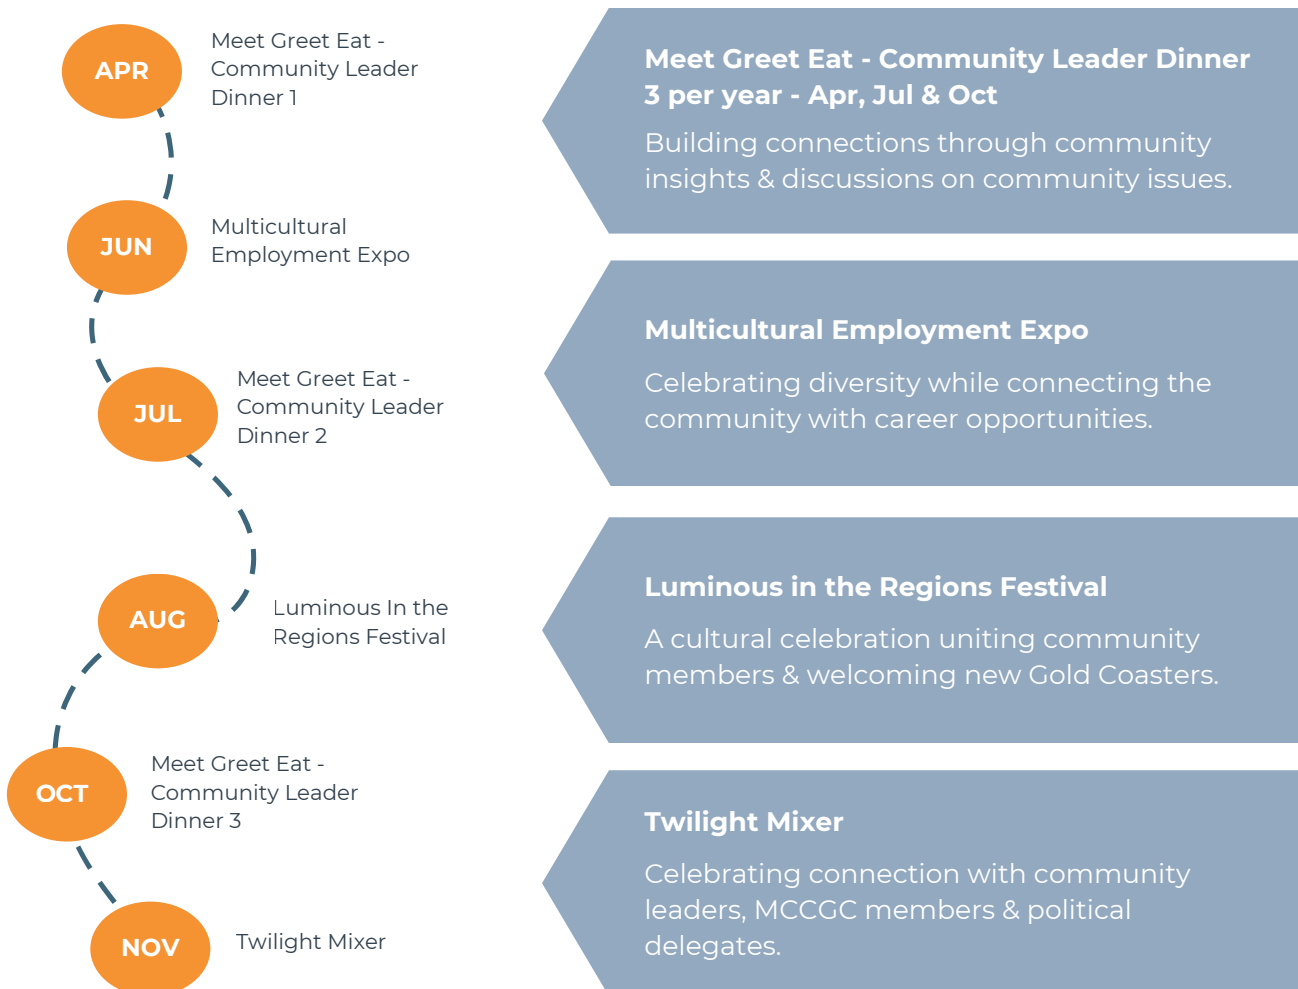 APR
Meet Greet Eat -
Community Leader
Dinner 1
JUN
Multicultural
Employment Expo
JUL
Meet Greet Eat -
Community Leader
Dinner 2
AUG
Luminous In the
Regions Festival
OCT
Meet Greet Eat -
Community Leader
Dinner 3
NOV
Twilight Mixer
Meet Greet Eat - Community Leader Dinner
3 per year - Apr, Jul & Oct
Building connections through community
insights & discussions on community issues.
Multicultural Employment Expo
Celebrating diversity while connecting the
community with career opportunities.
Luminous in the Regions Festival
A cultural celebration uniting community
members & welcoming new Gold Coasters.
Twilight Mixer
Celebrating connection with community
leaders, MCCGC members & political
delegates.